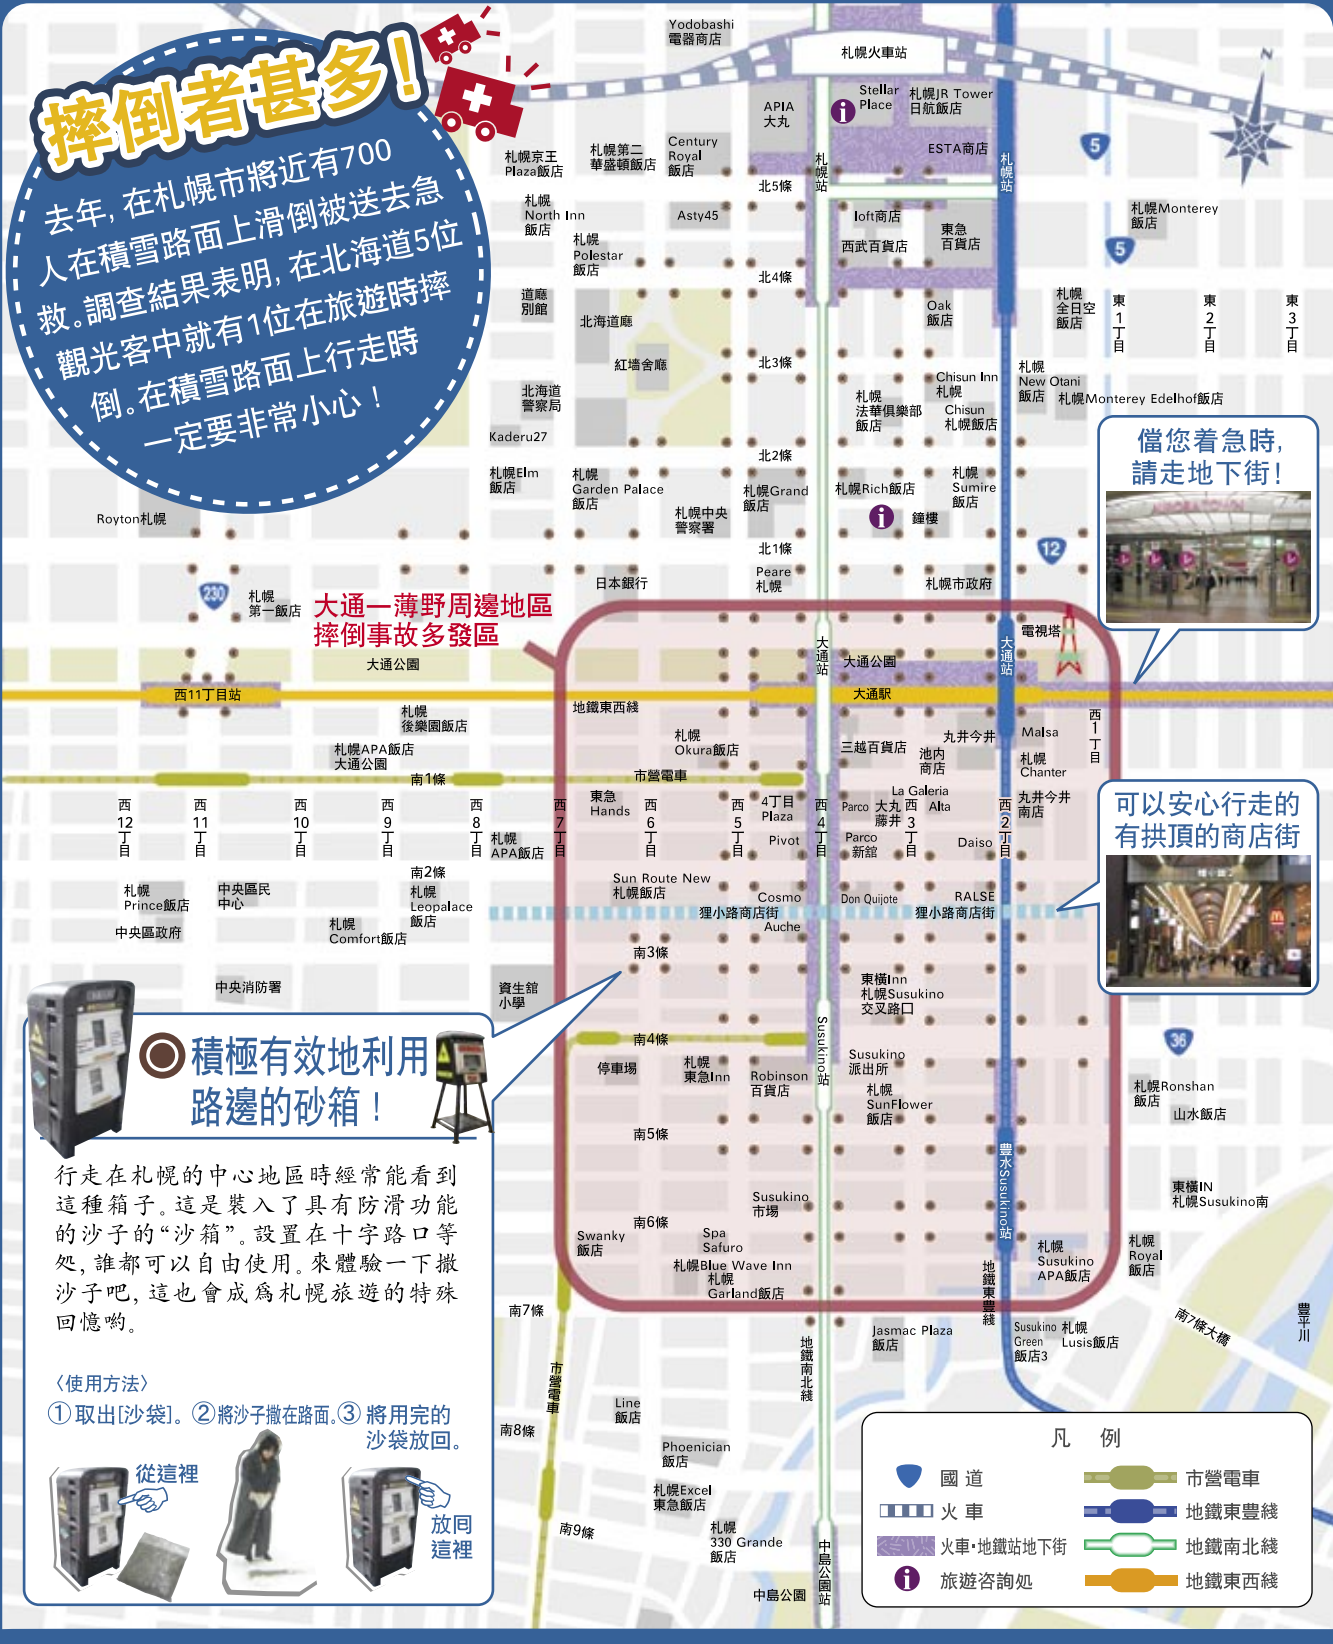 摔倒者甚多!
去年,在札幌市將近有700
人在積雪路面上滑倒被送去急
救。調查結果表明,在北海道5位
觀光客中就有1位在旅遊時摔
倒。在積雪路面上行走時
一定要非常小心！
Yodobashi
電器商店
札幌火車站
N
APIA
大丸
Stellar
Place
札幌JR Tower
日航飯店
ESTA商店
札幌京王
Plaza飯店
札幌第二
華盛頓飯店
Century
Royal
飯店
札幌站
札幌站
5
北5條
札幌
North Inn
飯店
Asty45
loft商店
東急
百貨店
西武百貨店
札幌Monterey
飯店
5
札幌
Polestar
飯店
北4條
道廳
別館
北海道廳
Oak
飯店
札幌
全日空
飯店
東1丁目
東2丁目
東3丁目
紅墻舍廳
北3條
北海道
警察局
札幌
法華俱樂部
飯店
Chisun Inn
札幌
Chisun
札幌飯店
札幌
New Otani
飯店
札幌Monterey Edelhof飯店
Kaderu27
北2條
札幌Elm
飯店
札幌
Garden Palace
飯店
札幌Grand
飯店
札幌Rich飯店
札幌
Sumire
飯店
札幌中央
警察署
鐘樓
Royton札幌
北1條
12
日本銀行
Peare
札幌
札幌市政府
230
札幌
第一飯店
儅您着急時,
請走地下街!
大通一薄野周邊地區
摔倒事故多發區
大通公園
大通站
大通公園
大通站
電視塔
西11丁目站
大通駅
地鐵東西綫
札幌
後樂園飯店
札幌
Okura飯店
三越百貨店
丸井今井
池内
商店
Malsa
西1丁目
札幌APA飯店
大通公園
南1條
市營電車
札幌
Chanter
西12丁目
西11丁目
西10丁目
西9丁目
西8丁目
西7丁目
西6丁目
西5丁目
西4丁目
西3丁目
西2丁目
東急
Hands
4丁目
Plaza
Parco
大丸
藤井
La Galeria
Alta
丸井今井
南店
札幌
APA飯店
Pivot
Parco
新舘
Daiso
可以安心行走的
有拱頂的商店街
南2條
札幌
Prince飯店
中央區民
中心
札幌
Leopalace
飯店
Sun Route New
札幌飯店
Cosmo
Don Quijote
RALSE
狸小路商店街
狸小路商店街
中央區政府
札幌
Comfort飯店
Auche
南3條
中央消防署
資生舘
小學
東橫Inn
札幌Susukino
交叉路口
36
南4條
Susukino站
停車場
札幌
東急Inn
Robinson
百貨店
Susukino
派出所
札幌
SunFlower
飯店
札幌Ronshan
飯店
山水飯店
南5條
豊水Susukino站
東橫IN
札幌Susukino南
Susukino
市場
南6條
Swanky
飯店
Spa
Safuro
札幌Blue Wave Inn
札幌
Garland飯店
地鐵東豊綫
札幌
Susukino
APA飯店
札幌
Royal
飯店
南7條
南7條大橋
豊平川
地鐵南北綫
Jasmac Plaza
飯店
Susukino
Green
飯店3
札幌
Lusis飯店
市營電車
Line
飯店
南8條
Phoenician
飯店
札幌Excel
東急飯店
南9條
札幌
330 Grande
飯店
中島公園
中島公園站
積極有效地利用
路邊的砂箱！
行走在札幌的中心地區時經常能看到
這種箱子。這是裝入了具有防滑功能
的沙子的“沙箱”。設置在十字路口等
処,誰都可以自由使用。來體驗一下撒
沙子吧,這也會成爲札幌旅遊的特殊
回憶喲。
〈使用方法〉
①取出[沙袋]。②將沙子撒在路面。③將用完的
沙袋放回。
從這裡
放囘
這裡
凡 例
國道
市營電車
火車
地鐵東豊綫
火車·地鐵站地下街
地鐵南北綫
旅遊咨詢処
地鐵東西綫